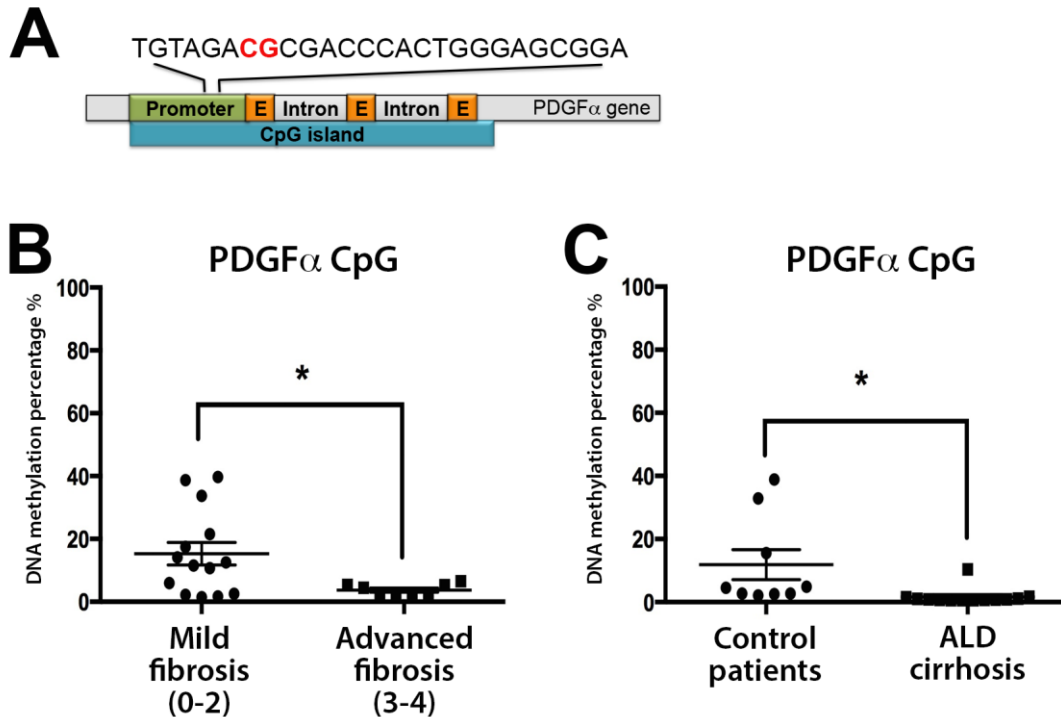 A
TGTAGACGCGACCCACTGGGAGCGGA
Promoter E Intron E Intron E PDGFα gene
CpG island
B
PDGFα CpG
DNA methylation percentage %
100
80
60
40
20
0
*
Mild
fibrosis
(0-2)
Advanced
fibrosis
(3-4)
C
PDGFα CpG
DNA methylation percentage %
100
80
60
40
20
0
*
Control
patients
ALD
cirrhosis